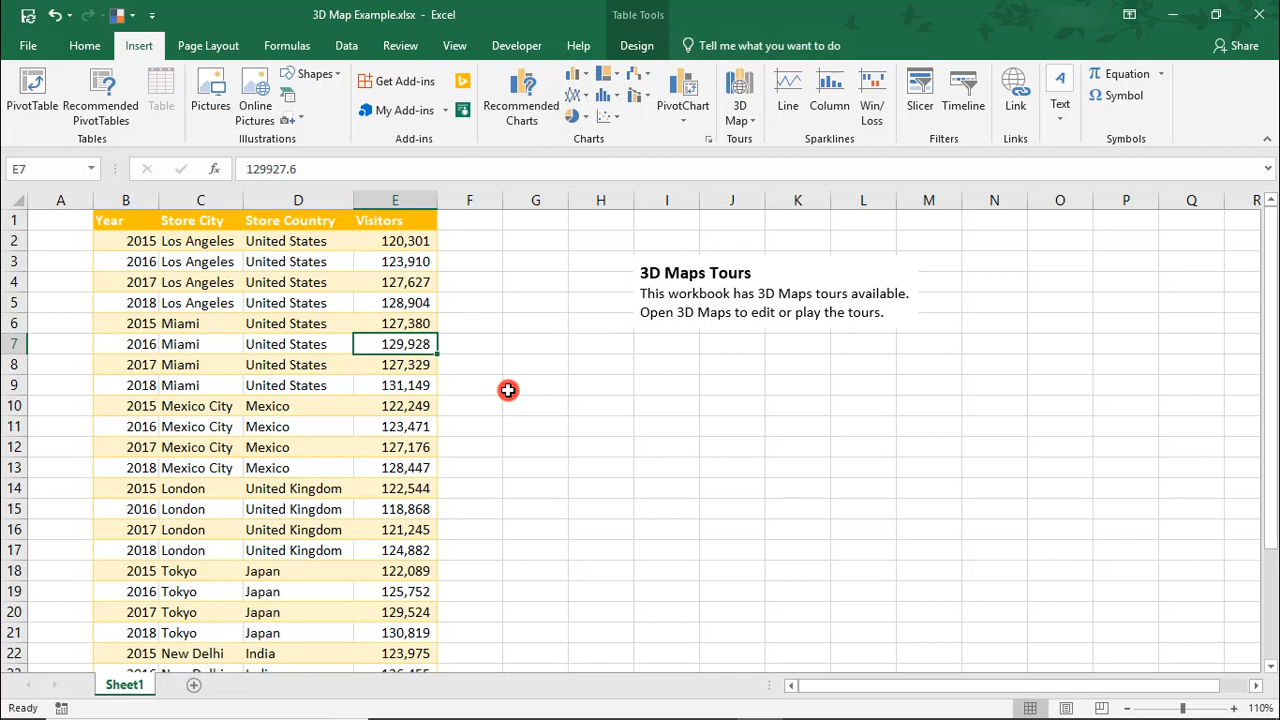 3D Map Example.xlsx - Excel
Table Tools
File Home Insert Page Layout Formulas Data Review View Developer Help Design Tell me what you want to do Share
PivotTable
Recommended
PivotTables
Table
Tables
Pictures
Online
Pictures
Shapes
Illustrations
Get Add-ins
My Add-ins
Add-ins
Recommended
Charts
PivotChart
Charts
3D
Map
Tours
Line
Column
Win/
Loss
Sparklines
Slicer
Timeline
Filters
Link
Links
A
Text
Equation
Symbol
Symbols
E7 fx 129927.6
A B C D E F G H I J K L M N O P Q R
1 Year Store City Store Country Visitors
2 2015 Los Angeles United States 120,301
3 2016 Los Angeles United States 123,910
4 2017 Los Angeles United States 127,627
5 2018 Los Angeles United States 128,904
6 2015 Miami United States 127,380
7 2016 Miami United States 129,928
8 2017 Miami United States 127,329
9 2018 Miami United States 131,149
10 2015 Mexico City Mexico 122,249
11 2016 Mexico City Mexico 123,471
12 2017 Mexico City Mexico 127,176
13 2018 Mexico City Mexico 128,447
14 2015 London United Kingdom 122,544
15 2016 London United Kingdom 118,868
16 2017 London United Kingdom 121,245
17 2018 London United Kingdom 124,882
18 2015 Tokyo Japan 122,089
19 2016 Tokyo Japan 125,752
20 2017 Tokyo Japan 129,524
21 2018 Tokyo Japan 130,819
22 2015 New Delhi India 123,975
3D Maps Tours
This workbook has 3D Maps tours available.
Open 3D Maps to edit or play the tours.
Sheet1
Ready
110%